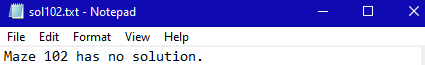 sol102.txt - Notepad
File Edit Format View Help
Maze 102 has no solution.